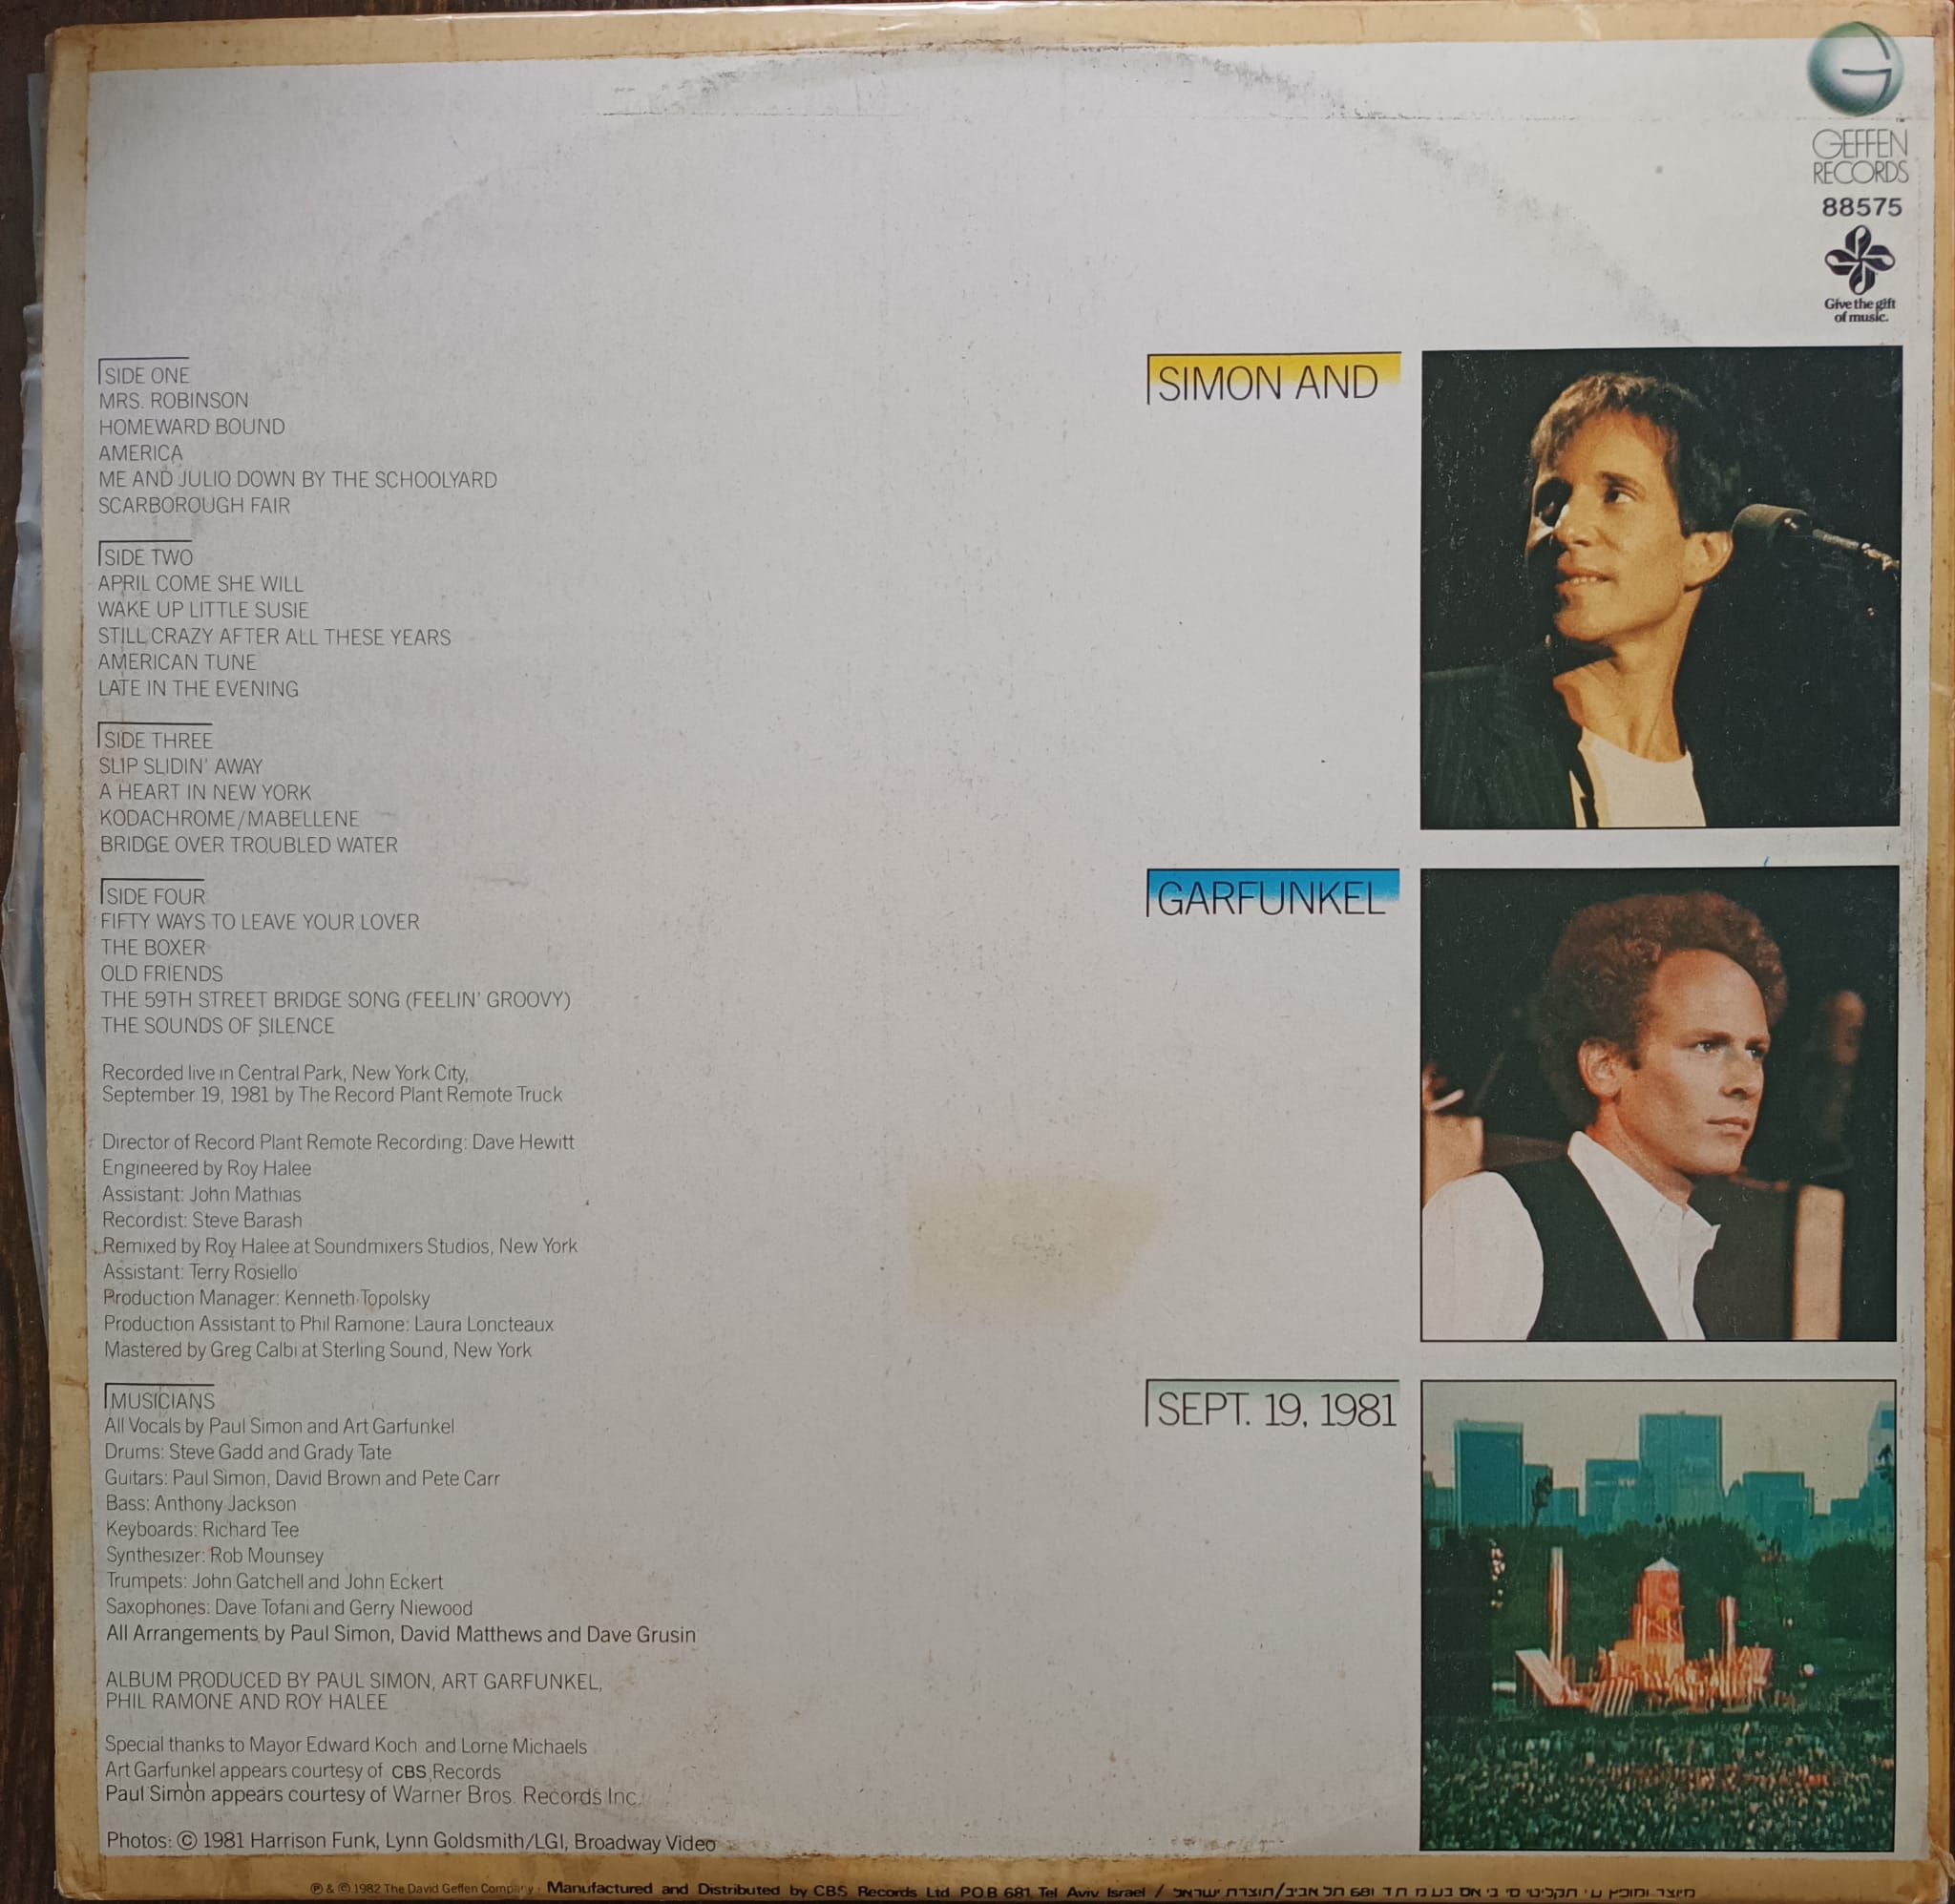 GEFFEN
RECORDS
88575
Give the gift
of music.
SIDE ONE
MRS. ROBINSON
HOMEWARD BOUND
AMERICA
ME AND JULIO DOWN BY THE SCHOOLYARD
SCARBOROUGH FAIR
SIDE TWO
APRIL COME SHE WILL
WAKE UP LITTLE SUSIE
STILL CRAZY AFTER ALL THESE YEARS
AMERICAN TUNE
LATE IN THE EVENING
SIDE THREE
SLIP SLIDIN' AWAY
A HEART IN NEW YORK
KODACHROME/MABELLENE
BRIDGE OVER TROUBLED WATER
SIDE FOUR
FIFTY WAYS TO LEAVE YOUR LOVER
THE BOXER
OLD FRIENDS
THE 59TH STREET BRIDGE SONG (FEELIN' GROOVY)
THE SOUNDS OF SILENCE
Recorded live in Central Park, New York City,
September 19, 1981 by The Record Plant Remote Truck
Director of Record Plant Remote Recording: Dave Hewitt
Engineered by Roy Halee
Assistant: John Mathias
Recordist: Steve Barash
Remixed by Roy Halee at Soundmixers Studios, New York
Assistant: Terry Rosiello
Production Manager: Kenneth Topolsky
Production Assistant to Phil Ramone: Laura Loncteaux
Mastered by Greg Calbi at Sterling Sound, New York
MUSICIANS
All Vocals by Paul Simon and Art Garfunkel
Drums: Steve Gadd and Grady Tate
Guitars: Paul Simon, David Brown and Pete Carr
Bass: Anthony Jackson
Keyboards: Richard Tee
Synthesizer: Rob Mounsey
Trumpets: John Gatchell and John Eckert
Saxophones: Dave Tofani and Gerry Niewood
All Arrangements by Paul Simon, David Matthews and Dave Grusin
ALBUM PRODUCED BY PAUL SIMON, ART GARFUNKEL,
PHIL RAMONE AND ROY HALEE
Special thanks to Mayor Edward Koch and Lorne Michaels
Art Garfunkel appears courtesy of CBS Records
Paul Simon appears courtesy of Warner Bros. Records Inc.
Photos: © 1981 Harrison Funk, Lynn Goldsmith/LGI, Broadway Video
SIMON AND
GARFUNKEL
SEPT. 19, 1981
℗ & © 1982 The David Geffen Company · Manufactured and Distributed by CBS Records Ltd POB 681 Tel Aviv Israel / מיוצר ומופץ ע״י תקליטי סי בי אס בע״מ ת ד 681 תל אביב/תוצרת ישראל